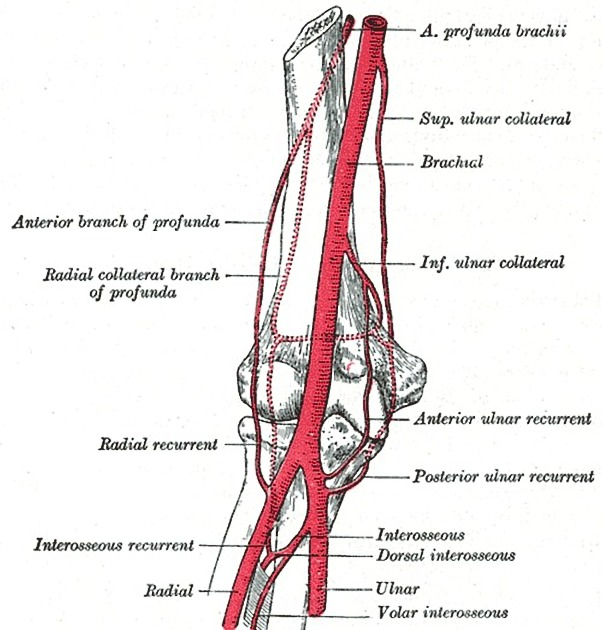 A. profunda brachii
Sup. ulnar collateral
Brachial
Anterior branch of profunda
Inf. ulnar collateral
Radial collateral branch
of profunda
Anterior ulnar recurrent
Radial recurrent
Posterior ulnar recurrent
Interosseous
Interosseous recurrent
Dorsal interosseous
Radial
Ulnar
Volar interosseous